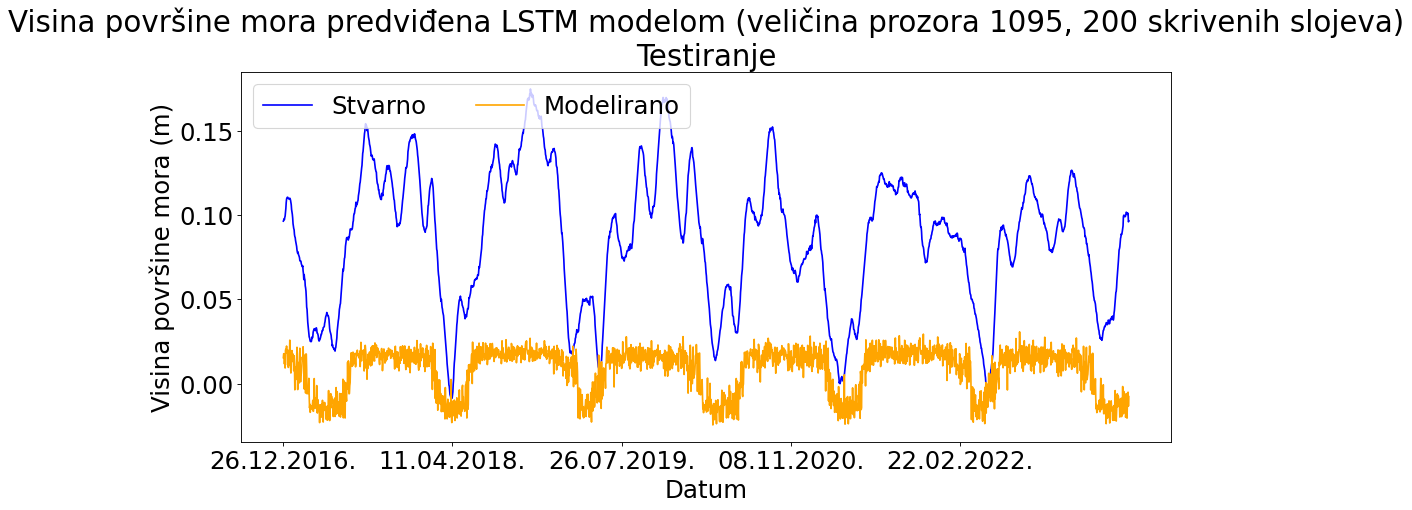 Visina površine mora predviđena LSTM modelom (veličina prozora 1095, 200 skrivenih slojeva)
Testiranje
Stvarno Modelirano
Visina površine mora (m)
0.15
0.10
0.05
0.00
26.12.2016. 11.04.2018. 26.07.2019. 08.11.2020. 22.02.2022.
Datum